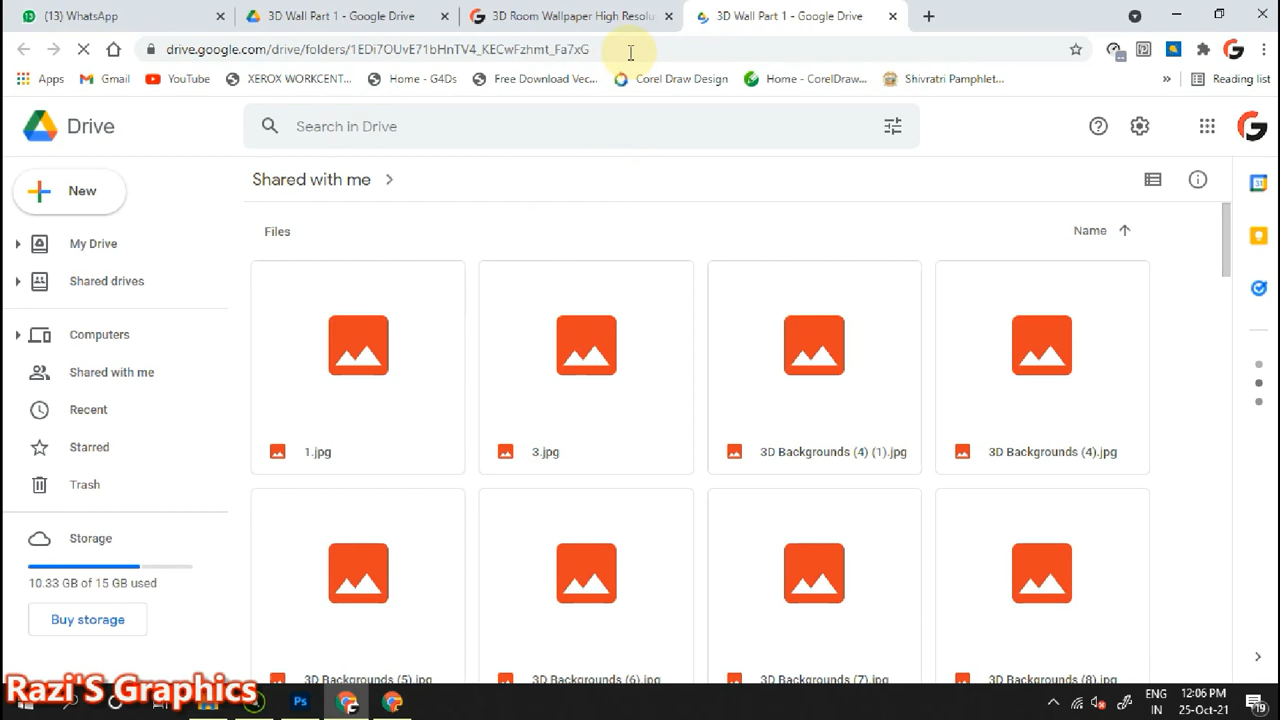 (13) WhatsApp
3D Wall Part 1 - Google Drive
3D Room Wallpaper High Resolu
3D Wall Part 1 - Google Drive
drive.google.com/drive/folders/1EDi7OUvE71bHnTV4_KECwFzhmt_Fa7xG
Apps
Gmail
YouTube
XEROX WORKCENT...
Home - G4Ds
Free Download Vec...
Corel Draw Design
Home - CorelDraw...
Shivratri Pamphlet...
»
Reading list
Drive
Search in Drive
New
Shared with me
Files
Name
My Drive
Shared drives
Computers
Shared with me
Recent
Starred
Trash
Storage
10.33 GB of 15 GB used
Buy storage
31
1.jpg
3.jpg
3D Backgrounds (4) (1).jpg
3D Backgrounds (4).jpg
3D Backgrounds (5).jpg
3D Backgrounds (6).jpg
3D Backgrounds (7).jpg
3D Backgrounds (8).jpg
Razi'S Graphics
Ps
ENG
IN
12:06 PM
25-Oct-21
19